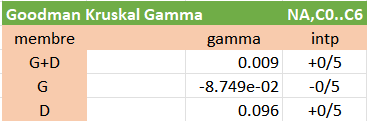 Goodman Kruskal Gamma NA,C0..C6
membre gamma intp
G+D 0.009 +0/5
G -8.749e-02 -0/5
D 0.096 +0/5